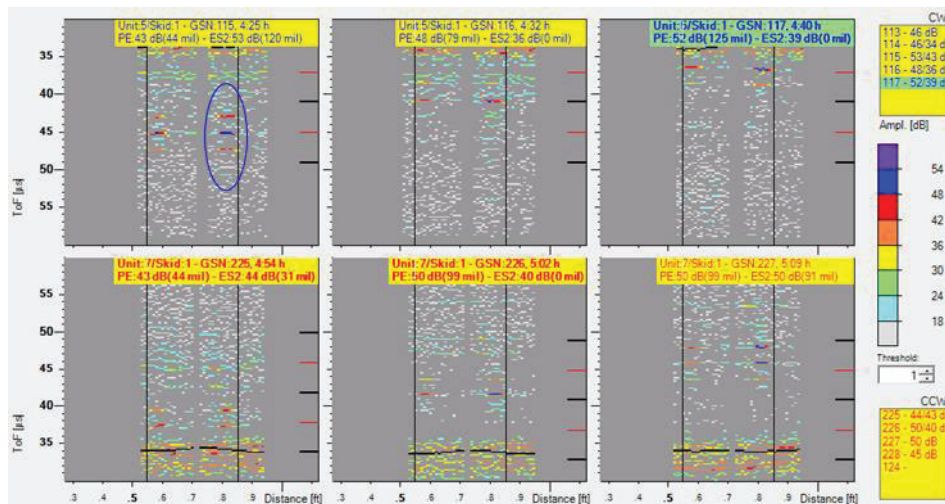 Unit:5/Skid:1 - GSN:115, 4:25 h
PE:43 dB(44 mil) - ES2:53 dB(120 mil)
Unit:5/Skid:1 - GSN:116, 4:32 h
PE:48 dB(79 mil) - ES2:36 dB(0 mil)
Unit:6/Skid:1 - GSN:117, 4:40 h
PE:52 dB(125 mil) - ES2:39 dB(0 mil)
CW
113 - 46 dB
114 - 46/34 d
115 - 53/43 d
116 - 48/36 d
117 - 52/39 d
35
40
45
50
55
ToF [µs]
Ampl. [dB]
54
48
42
36
30
24
18
Unit:7/Skid:1 - GSN:225, 4:54 h
PE:43 dB(44 mil) - ES2:44 dB(31 mil)
Unit:7/Skid:1 - GSN:226, 5:02 h
PE:50 dB(99 mil) - ES2:40 dB(0 mil)
Unit:7/Skid:1 - GSN:227, 5:09 h
PE:50 dB(99 mil) - ES2:50 dB(91 mil)
55
50
45
40
35
ToF [µs]
Threshold:
1
CCW
225 - 44/43 d
226 - 50/40 d
227 - 50 dB
228 - 45 dB
124 -
.3 .4 .5 .6 .7 .8 .9 Distance [ft]
.3 .4 .5 .6 .7 .8 .9 Distance [ft]
.3 .4 .5 .6 .7 .8 .9 Distance [ft]